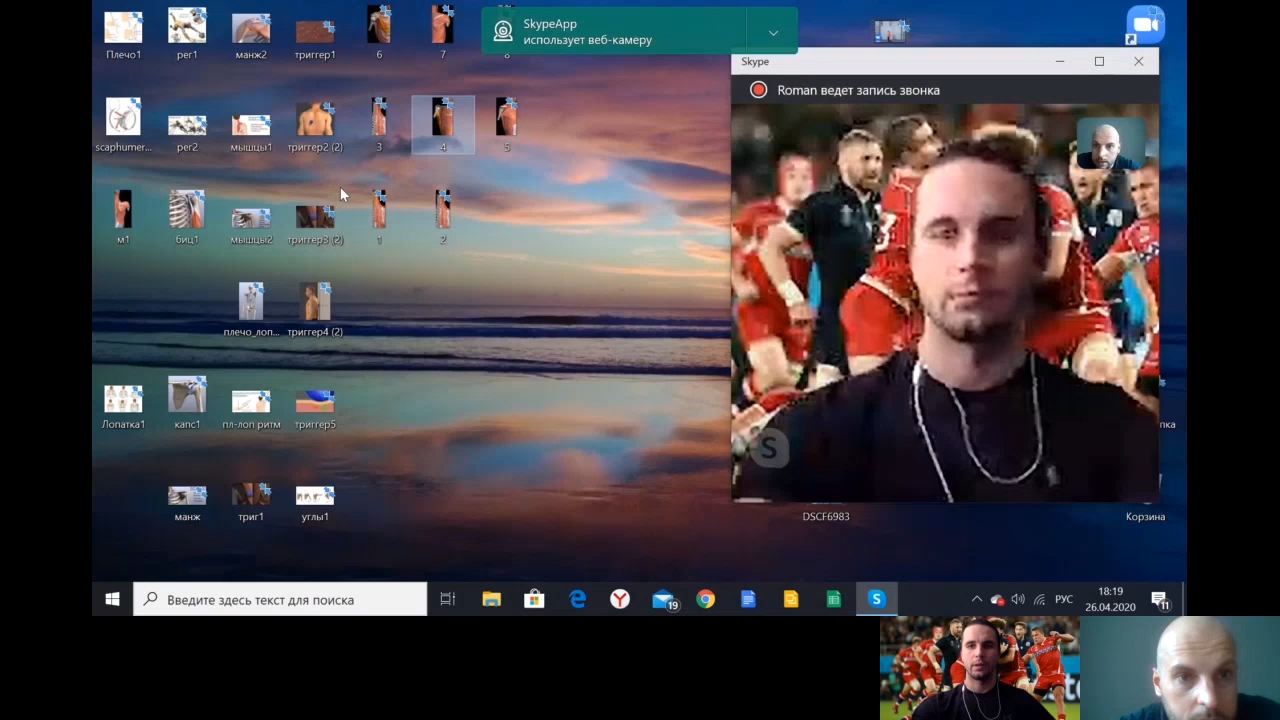 SkypeApp
использует веб-камеру
Плечо1
рег1
манж2
триггер1
6
7
8
Skype
Roman ведет запись звонка
scaphumer...
рег2
мышцы1
триггер2 (2)
3
4
5
м1
биц1
мышцы2
триггер3 (2)
1
2
плечо_лоп...
триггер4 (2)
Лопатка1
капс1
пл-лоп ритм
триггер5
пка
S
манж
триг1
углы1
DSCF6983
Корзина
Введите здесь текст для поиска
19
S
РУС
18:19
26.04.2020
11